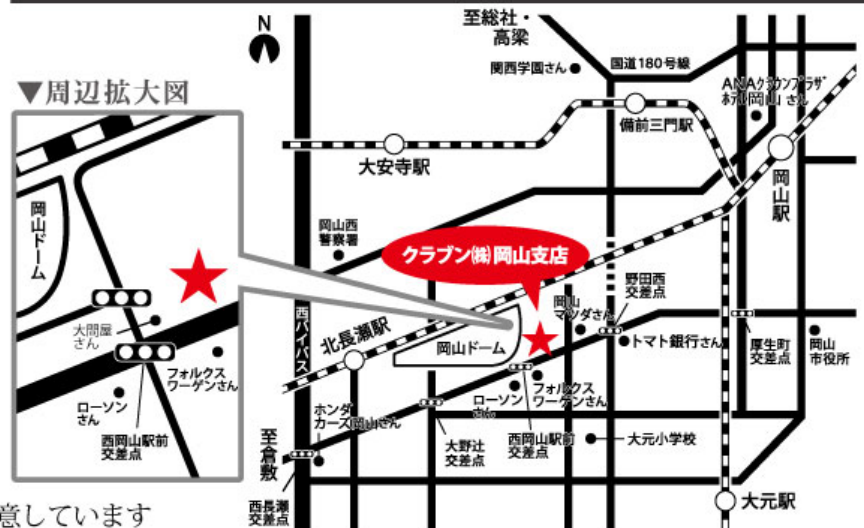 N
至総社・
高梁
国道180号線
関西学園さん
ANAクラウンプラザ
ホテル岡山 さん
▼周辺拡大図
備前三門駅
大安寺駅
岡山駅
岡山ドーム
岡山西
警察署
クラブン㈱岡山支店
野田西
交差点
岡山
マツダさん
西バイパス
北長瀬駅
岡山ドーム
トマト銀行さん
厚生町
交差点
岡山
市役所
大問屋
さん
フォルクス
ワーゲンさん
ローソン
さん
西岡山駅前
交差点
フォルクス
ワーゲンさん
ローソン
さん
ホンダ
カーズ岡山さん
大野辻
交差点
西岡山駅前
交差点
大元小学校
至倉敷
西長瀬
交差点
大元駅
意しています